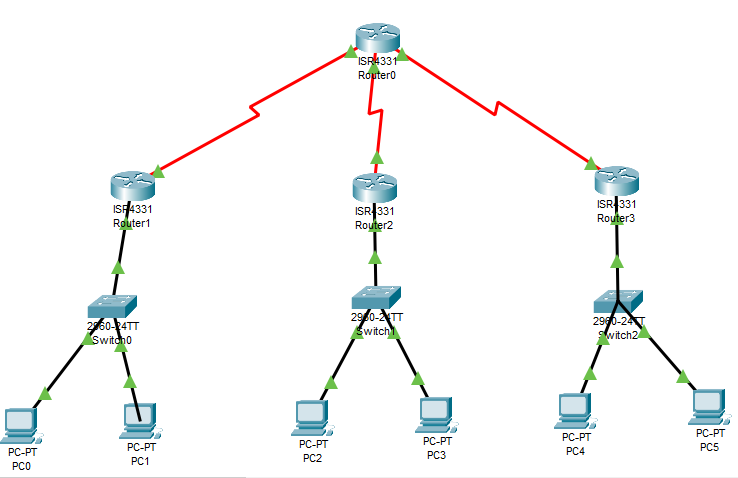 ISR4331
Router0
ISR4331
Router1
ISR4331
Router2
ISR4331
Router3
2960-24TT
Switch0
2960-24TT
Switch1
2960-24TT
Switch2
PC-PT
PC0
PC-PT
PC1
PC-PT
PC2
PC-PT
PC3
PC-PT
PC4
PC-PT
PC5